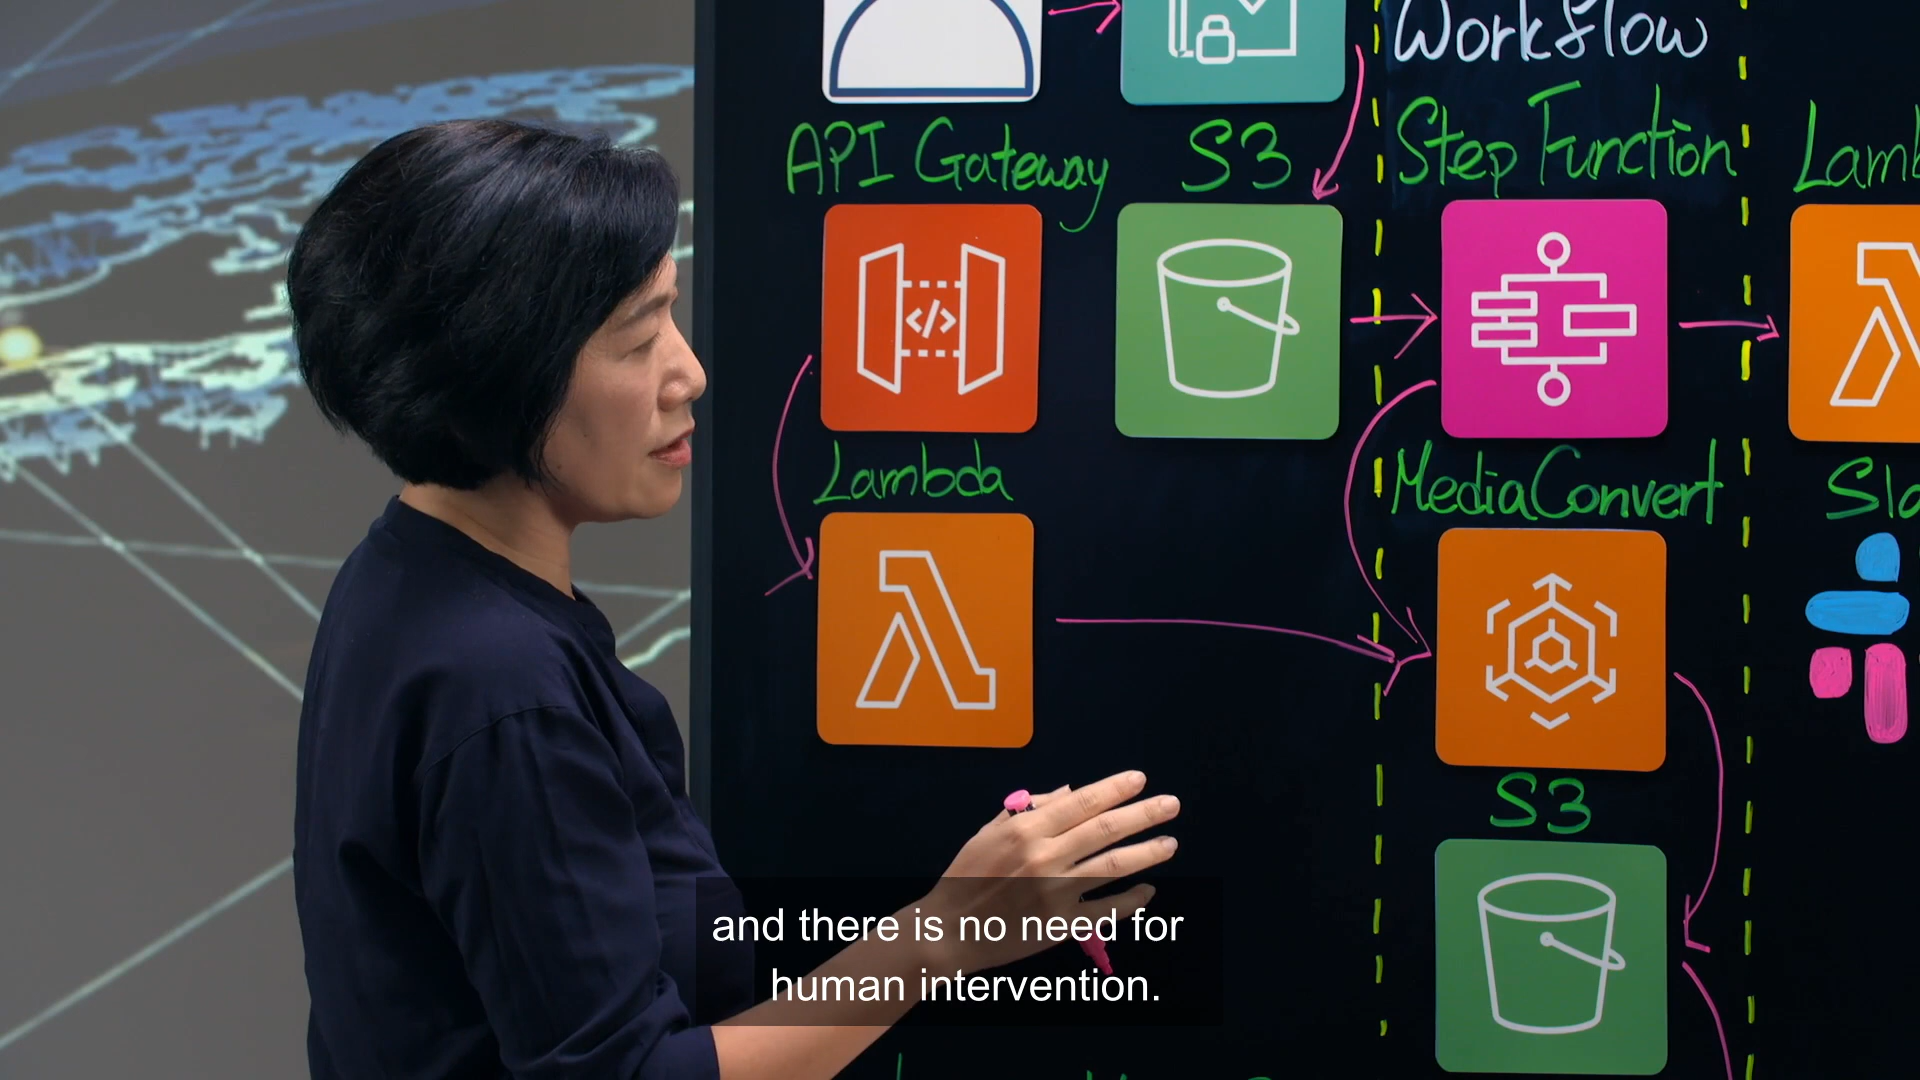 Workflow
API Gateway
S3
Step Function
</>
Lambda
MediaConvert
S3
and there is no need for
human intervention.